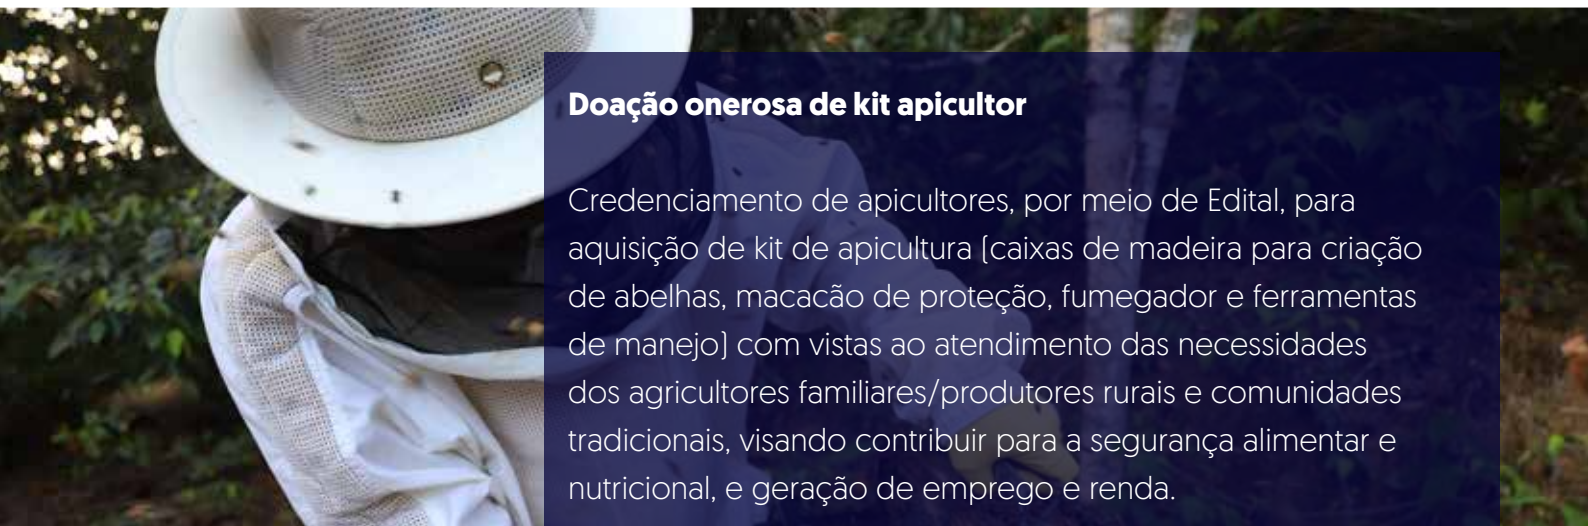 Doação onerosa de kit apicultor
Credenciamento de apicultores, por meio de Edital, para
aquisição de kit de apicultura (caixas de madeira para criação
de abelhas, macacão de proteção, fumegador e ferramentas
de manejo) com vistas ao atendimento das necessidades
dos agricultores familiares/produtores rurais e comunidades
tradicionais, visando contribuir para a segurança alimentar e
nutricional, e geração de emprego e renda.